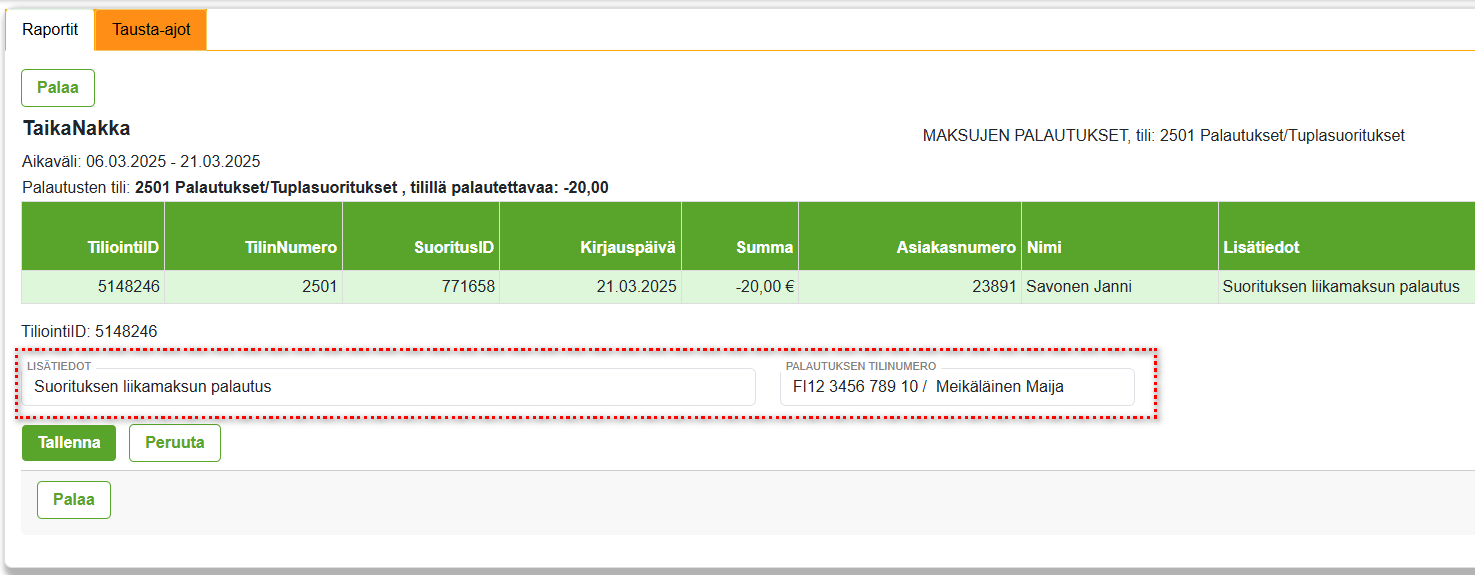 Raportit Tausta-ajot
Palaa
TaikaNakka
MAKSUJEN PALAUTUKSET, tili: 2501 Palautukset/Tuplasuoritukset
Aikaväli: 06.03.2025 - 21.03.2025
Palautusten tili: 2501 Palautukset/Tuplasuoritukset , tilillä palautettavaa: -20,00
TiliointiID TilinNumero SuoritusID Kirjauspäivä Summa Asiakasnumero Nimi Lisätiedot
5148246 2501 771658 21.03.2025 -20,00 € 23891 Savonen Janni Suorituksen liikamaksun palautus
TiliointiID: 5148246
LISÄTIEDOT PALAUTUKSEN TILINUMERO
Suorituksen liikamaksun palautus FI12 3456 789 10 / Meikäläinen Maija
Tallenna Peruuta
Palaa